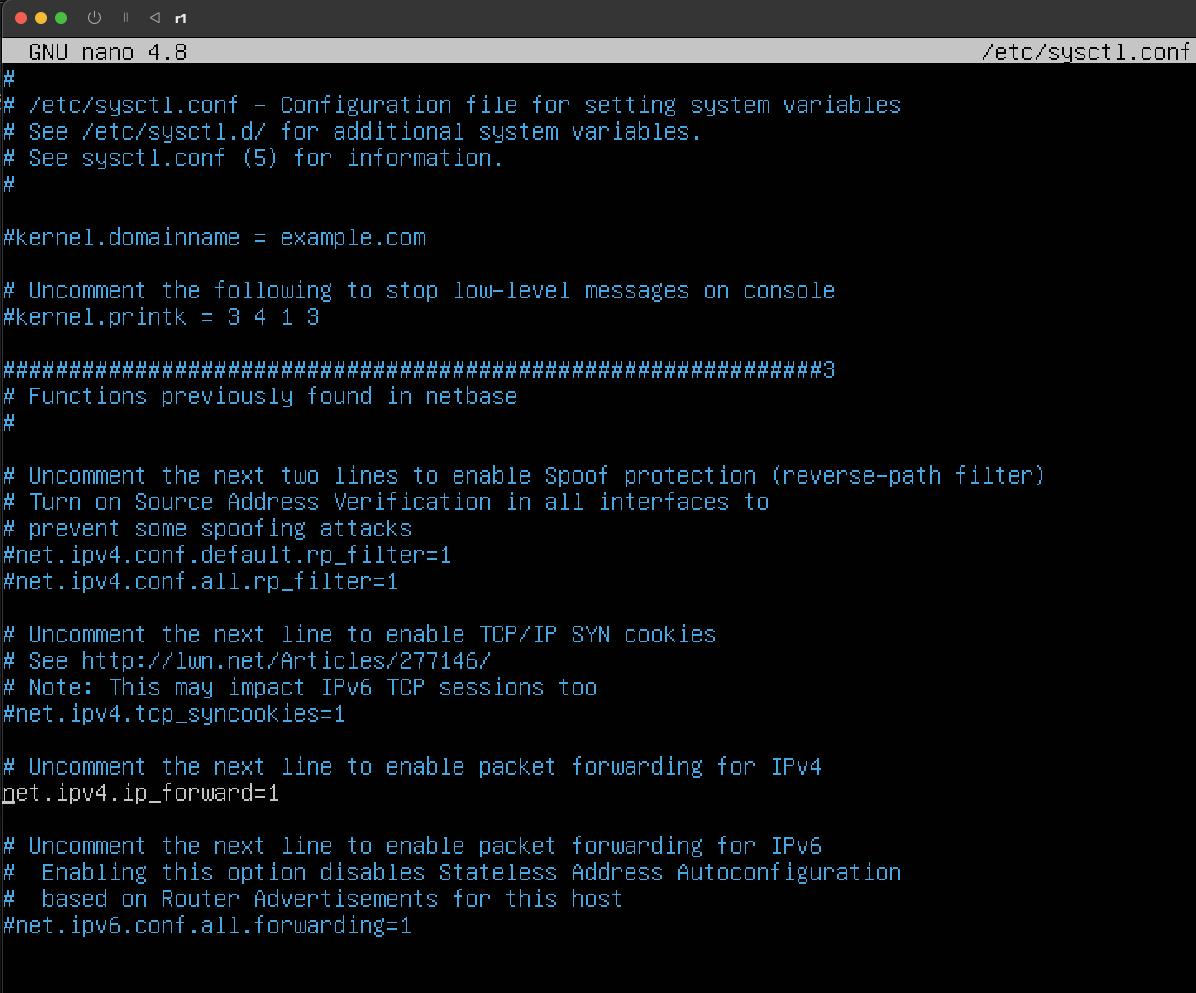 r1
GNU nano 4.8 /etc/sysctl.conf
#
# /etc/sysctl.conf - Configuration file for setting system variables
# See /etc/sysctl.d/ for additional system variables.
# See sysctl.conf (5) for information.
#
#kernel.domainname = example.com
# Uncomment the following to stop low-level messages on console
#kernel.printk = 3 4 1 3
##############################################################3
# Functions previously found in netbase
#
# Uncomment the next two lines to enable Spoof protection (reverse-path filter)
# Turn on Source Address Verification in all interfaces to
# prevent some spoofing attacks
#net.ipv4.conf.default.rp_filter=1
#net.ipv4.conf.all.rp_filter=1
# Uncomment the next line to enable TCP/IP SYN cookies
# See http://lwn.net/Articles/277146/
# Note: This may impact IPv6 TCP sessions too
#net.ipv4.tcp_syncookies=1
# Uncomment the next line to enable packet forwarding for IPv4
net.ipv4.ip_forward=1
# Uncomment the next line to enable packet forwarding for IPv6
#  Enabling this option disables Stateless Address Autoconfiguration
#  based on Router Advertisements for this host
#net.ipv6.conf.all.forwarding=1